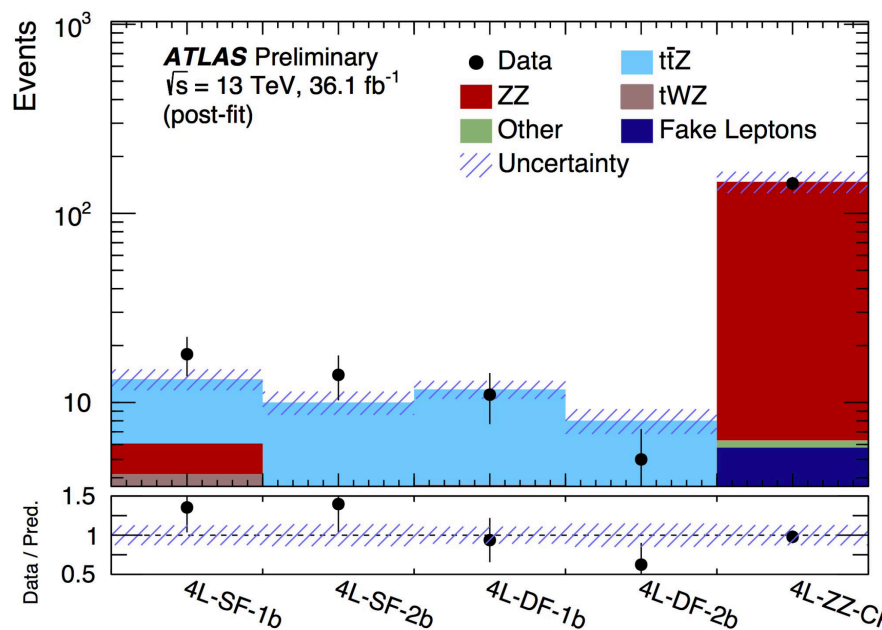 Events
10³
10²
10
ATLAS Preliminary
√s = 13 TeV, 36.1 fb⁻¹
(post-fit)
Data
tt̄Z
ZZ
tWZ
Other
Fake Leptons
Uncertainty
Data / Pred.
1.5
1
0.5
4L-SF-1b
4L-SF-2b
4L-DF-1b
4L-DF-2b
4L-ZZ-